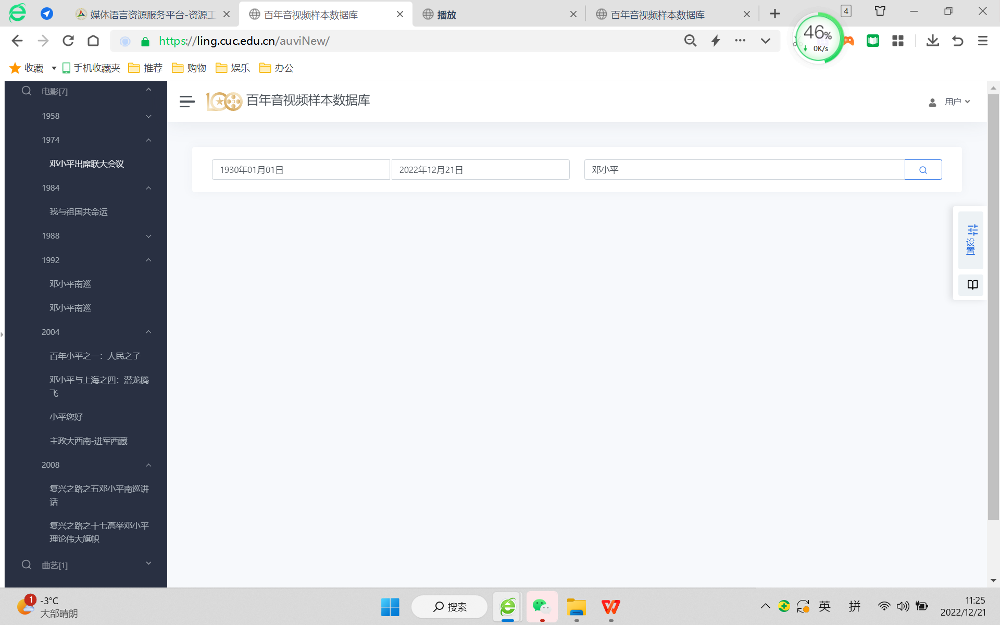 媒体语言资源服务平台-资源工
百年音视频样本数据库
播放
百年音视频样本数据库
4
https://ling.cuc.edu.cn/auviNew/
46%
0K/s
收藏
手机收藏夹
推荐
购物
娱乐
办公
电影[7]
1958
1974
邓小平出席联大会议
1984
我与祖国共命运
1988
1992
邓小平南巡
邓小平南巡
2004
百年小平之一：人民之子
邓小平与上海之四：潜龙腾
飞
小平您好
主政大西南-进军西藏
2008
复兴之路之五邓小平南巡讲
话
复兴之路之十七高举邓小平
理论伟大旗帜
曲艺[1]
100
百年音视频样本数据库
用户
1930年01月01日
2022年12月21日
邓小平
设
置
1
-3°C
大部晴朗
搜索
英
拼
11:25
2022/12/21